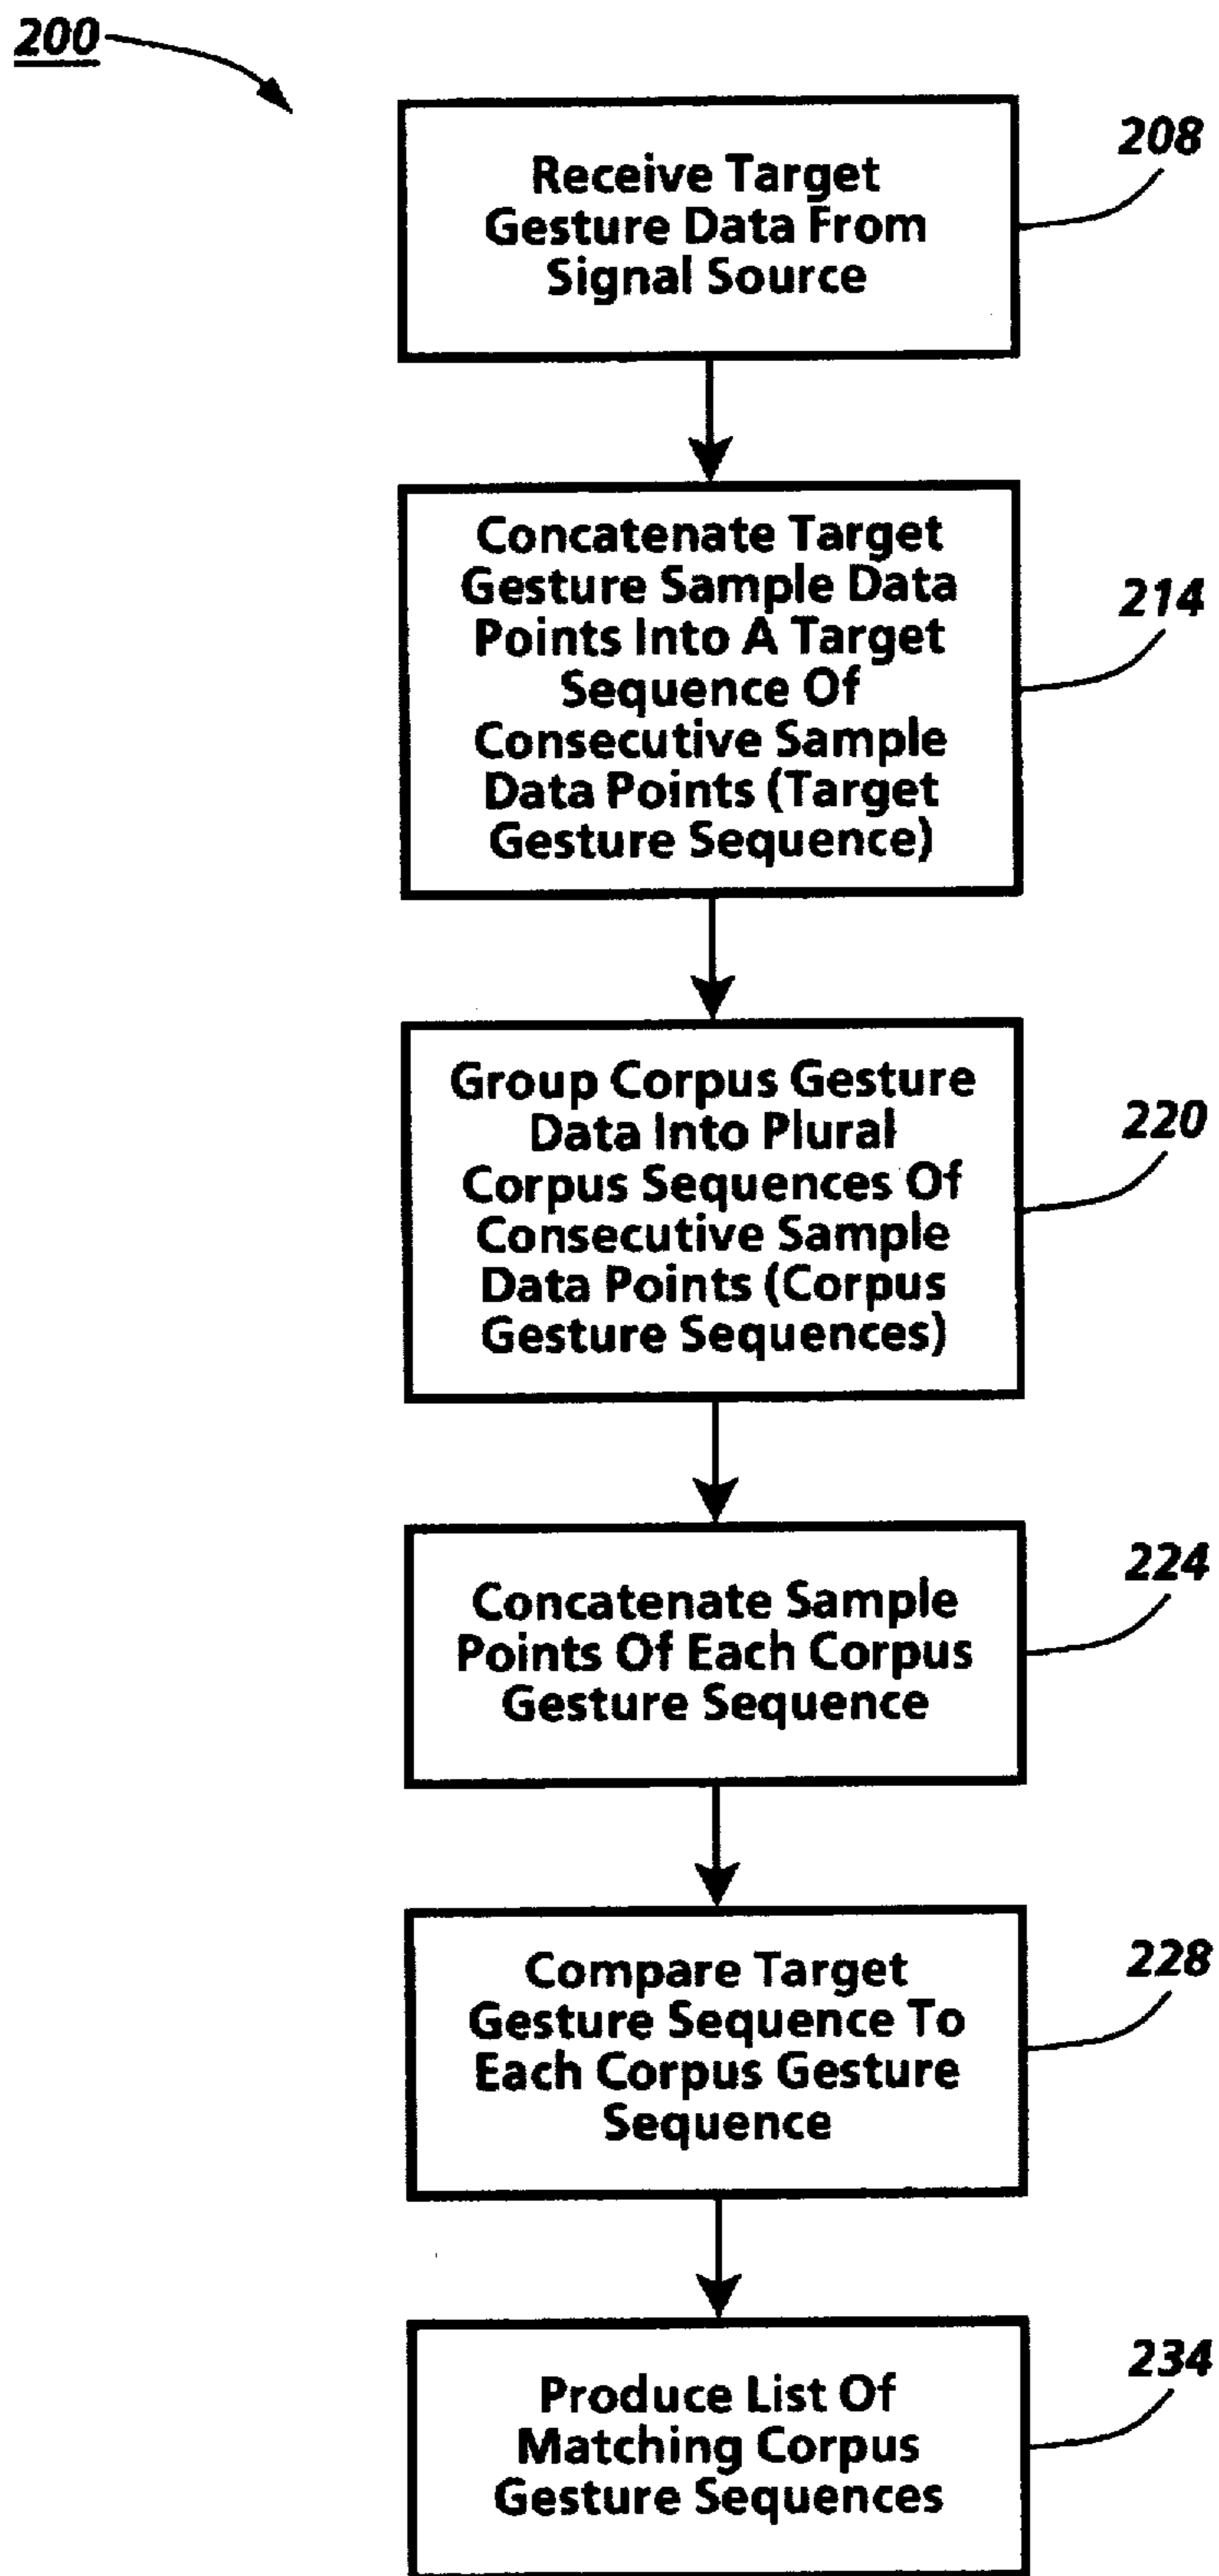 200
208
Receive Target
Gesture Data From
Signal Source
214
Concatenate Target
Gesture Sample Data
Points Into A Target
Sequence Of
Consecutive Sample
Data Points (Target
Gesture Sequence)
220
Group Corpus Gesture
Data Into Plural
Corpus Sequences Of
Consecutive Sample
Data Points (Corpus
Gesture Sequences)
224
Concatenate Sample
Points Of Each Corpus
Gesture Sequence
228
Compare Target
Gesture Sequence To
Each Corpus Gesture
Sequence
234
Produce List Of
Matching Corpus
Gesture Sequences